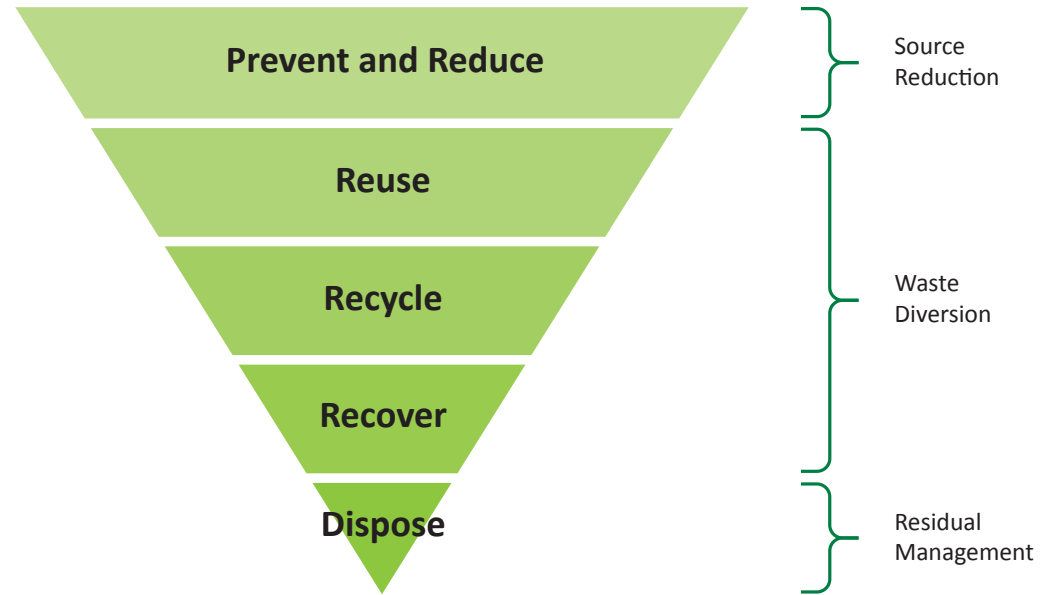 Prevent and Reduce
Source
Reduction
Reuse
Recycle
Waste
Diversion
Recover
Dispose
Residual
Management